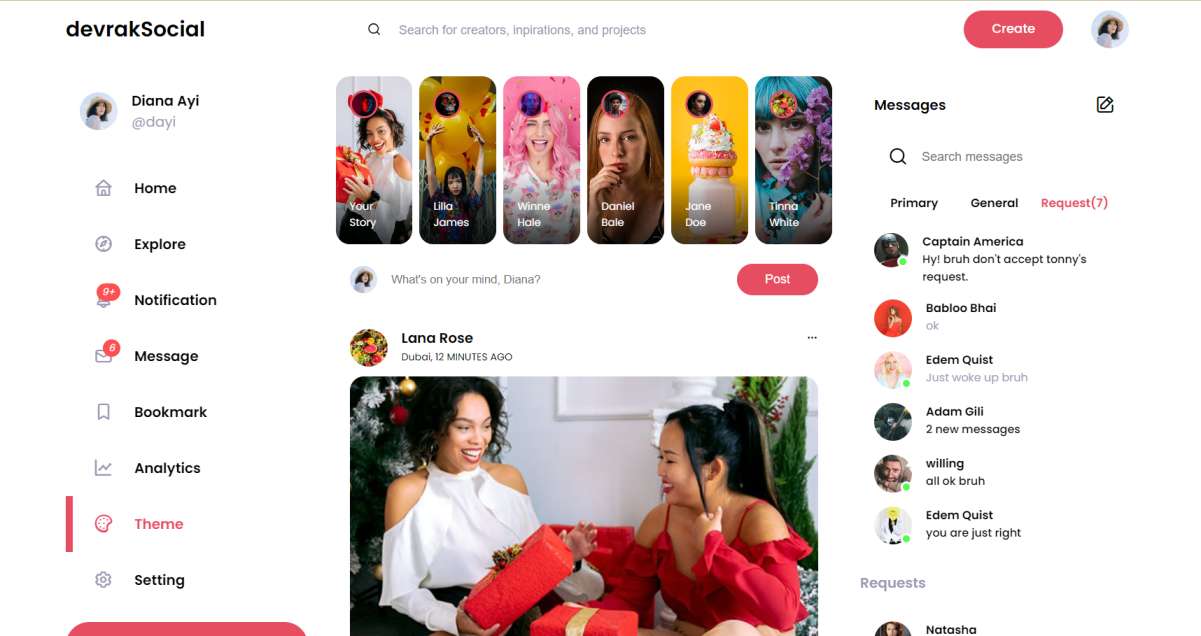 devrakSocial
Search for creators, inpirations, and projects
Create
Diana Ayi
@dayi
Home
Explore
9+
Notification
6
Message
Bookmark
Analytics
Theme
Setting
Your
Story
Lilla
James
Winne
Hale
Daniel
Bale
Jane
Doe
Tinna
White
What's on your mind, Diana?
Post
Lana Rose
Dubai, 12 MINUTES AGO
Messages
Search messages
Primary
General
Request(7)
Captain America
Hy! bruh don't accept tonny's
request.
Babloo Bhai
ok
Edem Quist
Just woke up bruh
Adam Gili
2 new messages
willing
all ok bruh
Edem Quist
you are just right
Requests
Natasha